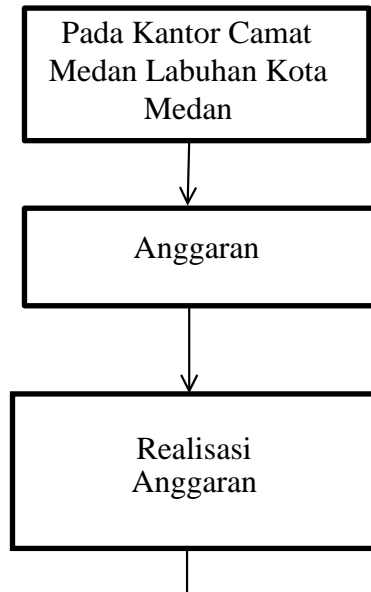 Pada Kantor Camat
Medan Labuhan Kota
Medan
Anggaran
Realisasi
Anggaran